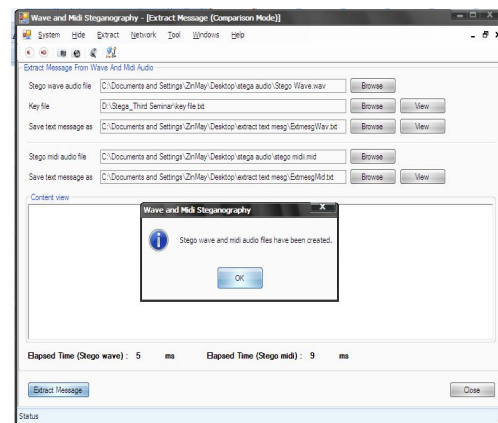 Wave and Midi Steganography - [Extract Message (Comparison Mode)]
System Hide Extract Network Tool Windows Help
Extract Message From Wave And Midi Audio
Stego wave audio file C:\Documents and Settings\ZinMay\Desktop\stega audio\Stego Wave.wav Browse
Key file D:\Stega_Third Seminar\key file.txt Browse View
Save text message as C:\Documents and Settings\ZinMay\Desktop\extract text mesg\ExtmesgWav.txt Browse View
Stego midi audio file C:\Documents and Settings\ZinMay\Desktop\stega audio\stego midi.mid Browse
Save text message as C:\Documents and Settings\ZinMay\Desktop\extract text mesg\ExtmesgMid.txt Browse View
Content view
Wave and Midi Steganography X
Stego wave and midi audio files have been created.
OK
Elapsed Time (Stego wave) : 5 ms Elapsed Time (Stego midi) : 9 ms
Extract Message Close
Status